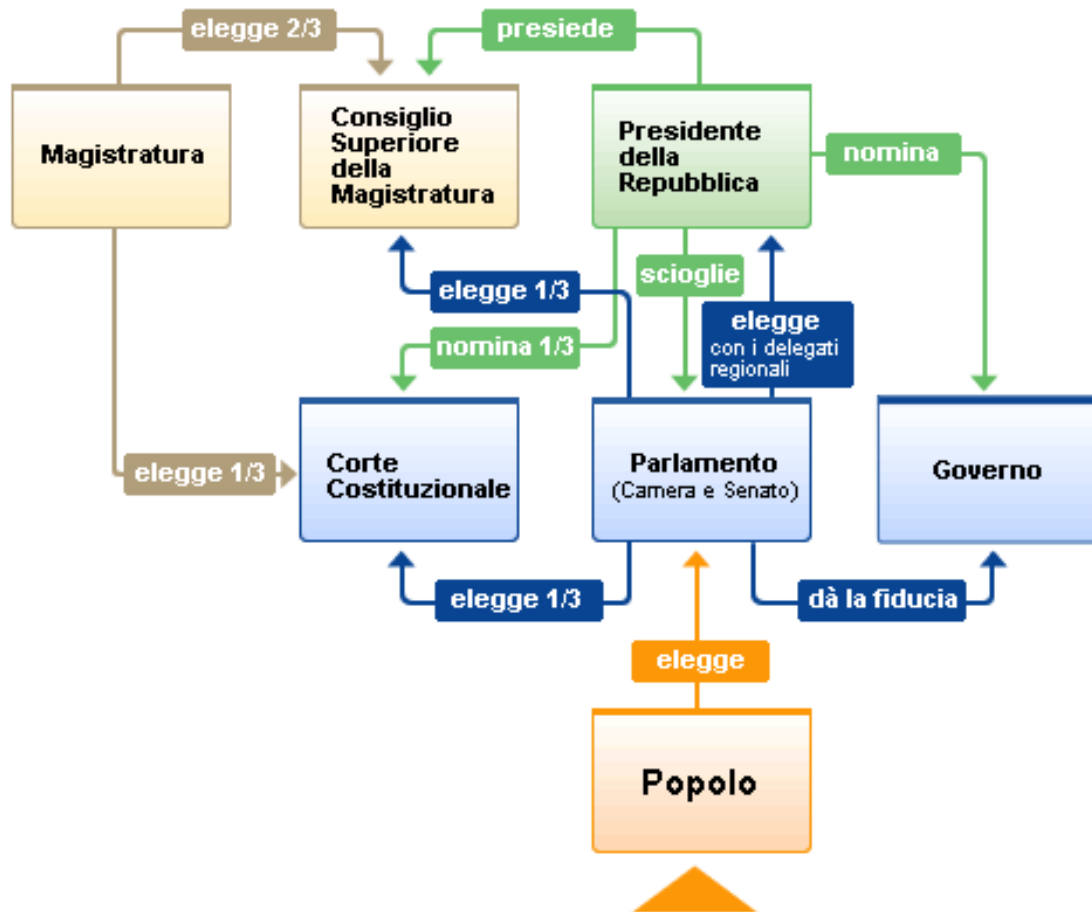 elegge 2/3
presiede
Magistratura
Consiglio
Superiore
della
Magistratura
Presidente
della
Repubblica
nomina
scioglie
elegge 1/3
elegge
con i delegati
regionali
nomina 1/3
elegge 1/3
Corte
Costituzionale
Parlamento
(Camera e Senato)
Governo
elegge 1/3
dà la fiducia
elegge
Popolo